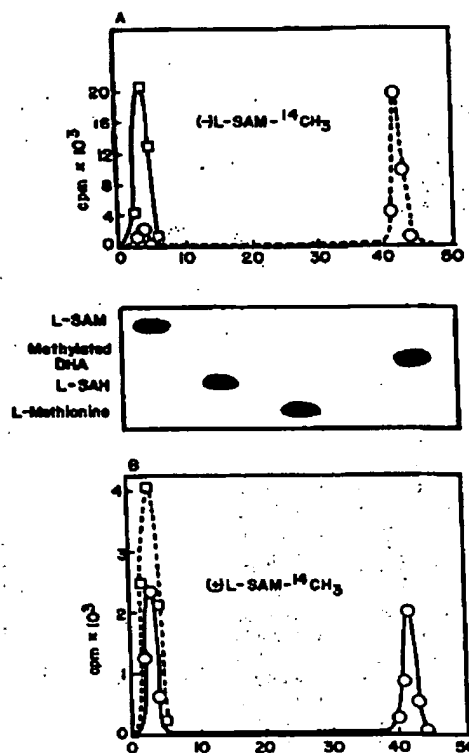 A
20
16
12
8
4
0
cpm x 10³
(-)L-SAM-¹⁴CH₃
0 10 20 30 40 50
L-SAM
Methylated
DHA
L-SAH
L-Methionine
B
4
3
2
1
0
cpm x 10³
(±)L-SAM-¹⁴CH₃
0 10 20 30 40 50